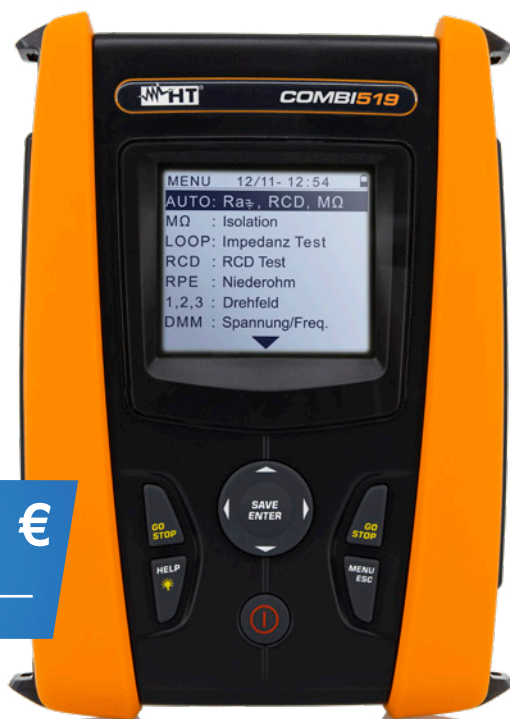 HT COMBI519
MENU 12/11- 12:54
AUTO: Ra⏚, RCD, MΩ
MΩ : Isolation
LOOP: Impedanz Test
RCD : RCD Test
RPE : Niederohm
1,2,3 : Drehfeld
DMM : Spannung/Freq.
SAVE
ENTER
GO
STOP
GO
STOP
€
HELP
MENU
ESC